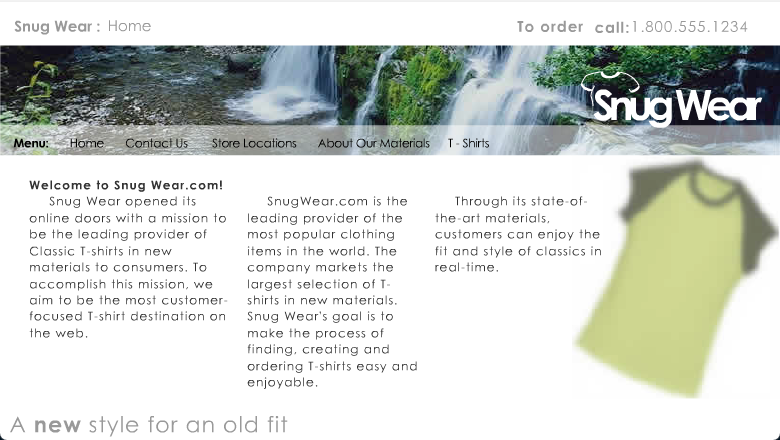 Snug Wear : Home
To order call:1.800.555.1234
Snug Wear
Menu: Home Contact Us Store Locations About Our Materials T - Shirts
Welcome to Snug Wear.com!
Snug Wear opened its
online doors with a mission to
be the leading provider of
Classic T-shirts in new
materials to consumers. To
accomplish this mission, we
aim to be the most customer-
focused T-shirt destination on
the web.
SnugWear.com is the
leading provider of the
most popular clothing
items in the world. The
company markets the
largest selection of T-
shirts in new materials.
Snug Wear's goal is to
make the process of
finding, creating and
ordering T-shirts easy and
enjoyable.
Through its state-of-
the-art materials,
customers can enjoy the
fit and style of classics in
real-time.
A new style for an old fit